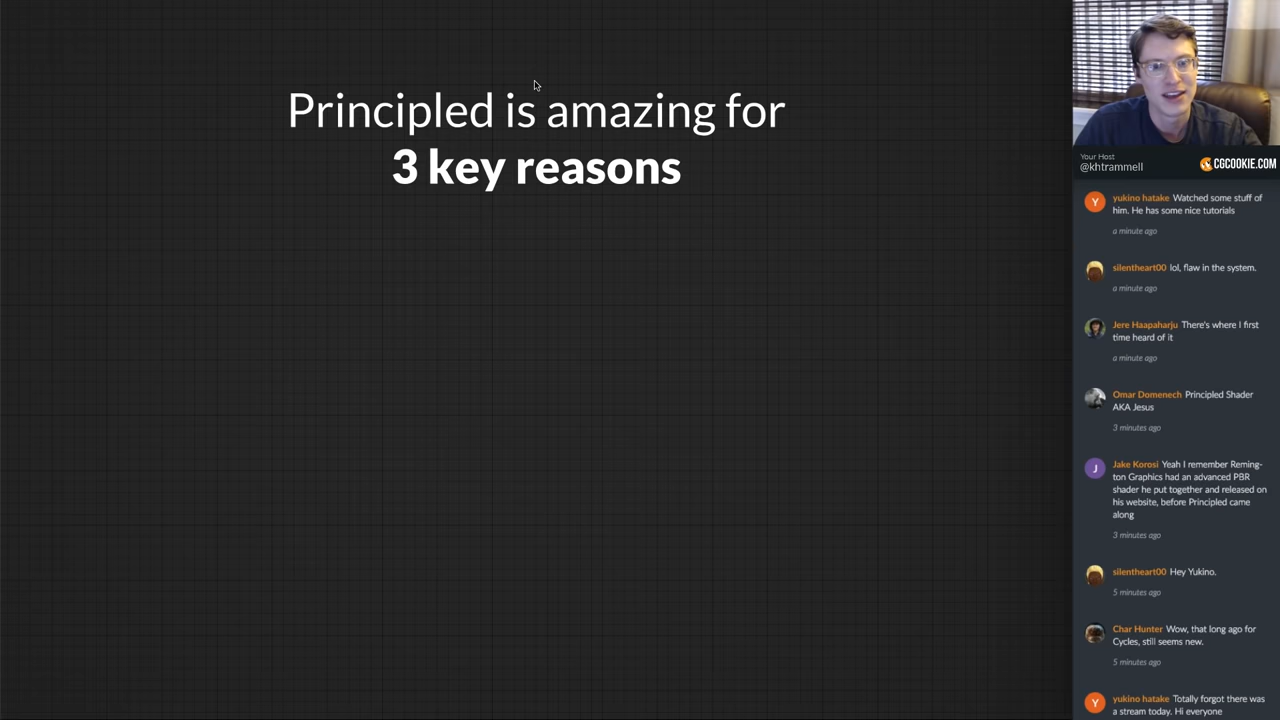 Principled is amazing for
3 key reasons
Your Host
@khtrammell
CGCOOKIE.COM
Y
yukino hatake Watched some stuff of
him. He has some nice tutorials
a minute ago
silentheart00 lol, flaw in the system.
a minute ago
Jere Haapaharju There's where I first
time heard of it
a minute ago
Omar Domenech Principled Shader
AKA Jesus
3 minutes ago
J
Jake Korosi Yeah I remember Reming-
ton Graphics had an advanced PBR
shader he put together and released on
his website, before Principled came
along
3 minutes ago
silentheart00 Hey Yukino.
5 minutes ago
Char Hunter Wow, that long ago for
Cycles, still seems new.
5 minutes ago
Y
yukino hatake Totally forgot there was
a stream today. Hi everyone